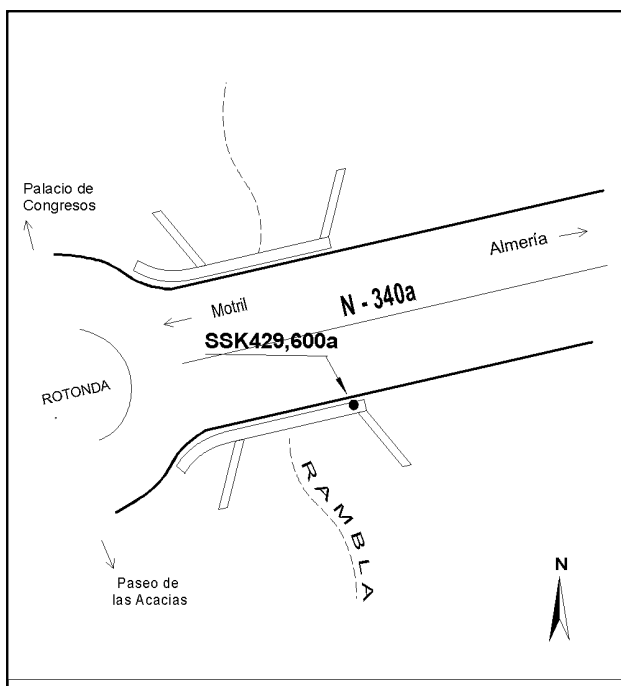 Palacio de
Congresos
Almería
N - 340a
Motril
SSK429,600a
ROTONDA
RAMBLA
N
Paseo de
las Acacias